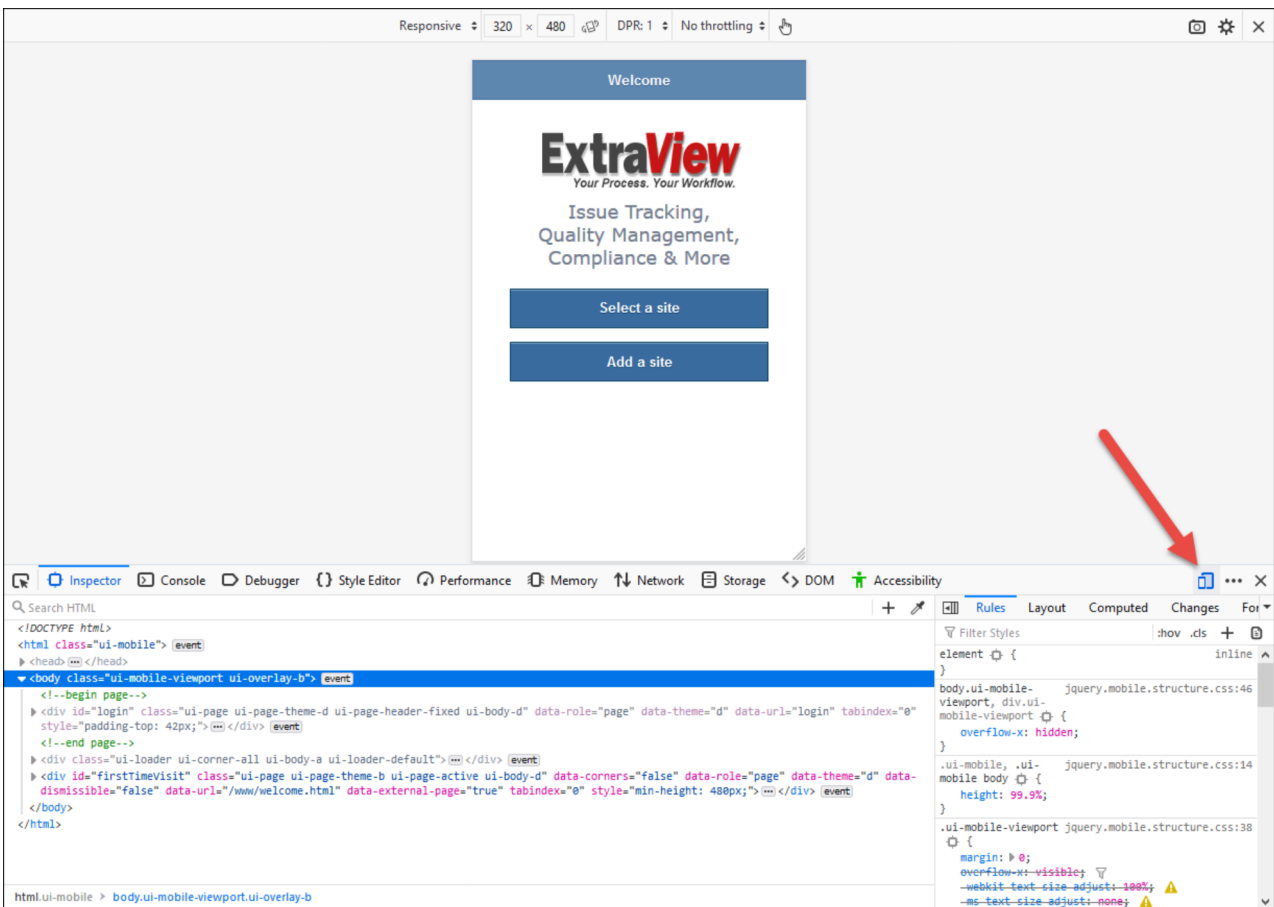 Responsive 320 × 480 DPR: 1 No throttling
Welcome
ExtraView
Your Process. Your Workflow.
Issue Tracking,
Quality Management,
Compliance & More
Select a site
Add a site
Inspector Console Debugger {} Style Editor Performance Memory Network Storage DOM Accessibility
Search HTML
<!DOCTYPE html>
<html class="ui-mobile"> event
<head> ••• </head>
<body class="ui-mobile-viewport ui-overlay-b"> event
<!--begin page-->
<div id="login" class="ui-page ui-page-theme-d ui-page-header-fixed ui-body-d" data-role="page" data-theme="d" data-url="login" tabindex="0"
style="padding-top: 42px;"> ••• </div> event
<!--end page-->
<div class="ui-loader ui-corner-all ui-body-a ui-loader-default"> ••• </div> event
<div id="firstTimeVisit" class="ui-page ui-page-theme-b ui-page-active ui-body-d" data-corners="false" data-role="page" data-theme="d" data-
dismissible="false" data-url="/www/welcome.html" data-external-page="true" tabindex="0" style="min-height: 480px;"> ••• </div> event
</body>
</html>
html.ui-mobile > body.ui-mobile-viewport.ui-overlay-b
Rules Layout Computed Changes For
Filter Styles :hov .cls +
element { inline
}
body.ui-mobile- jquery.mobile.structure.css:46
viewport, div.ui-
mobile-viewport {
overflow-x: hidden;
}
.ui-mobile, .ui- jquery.mobile.structure.css:14
mobile body {
height: 99.9%;
}
.ui-mobile-viewport jquery.mobile.structure.css:38
{
margin: 0;
overflow-x: visible;
-webkit-text-size-adjust: 100%;
-ms-text-size-adjust: none;